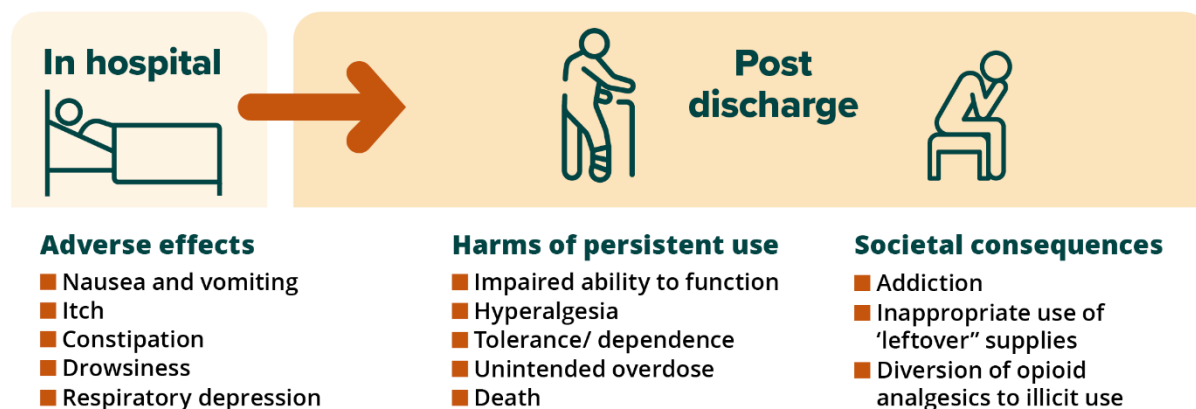 In hospital
Post
discharge
Adverse effects
Nausea and vomiting
Itch
Constipation
Drowsiness
Respiratory depression
Harms of persistent use
Impaired ability to function
Hyperalgesia
Tolerance/ dependence
Unintended overdose
Death
Societal consequences
Addiction
Inappropriate use of
‘leftover” supplies
Diversion of opioid
analgesics to illicit use